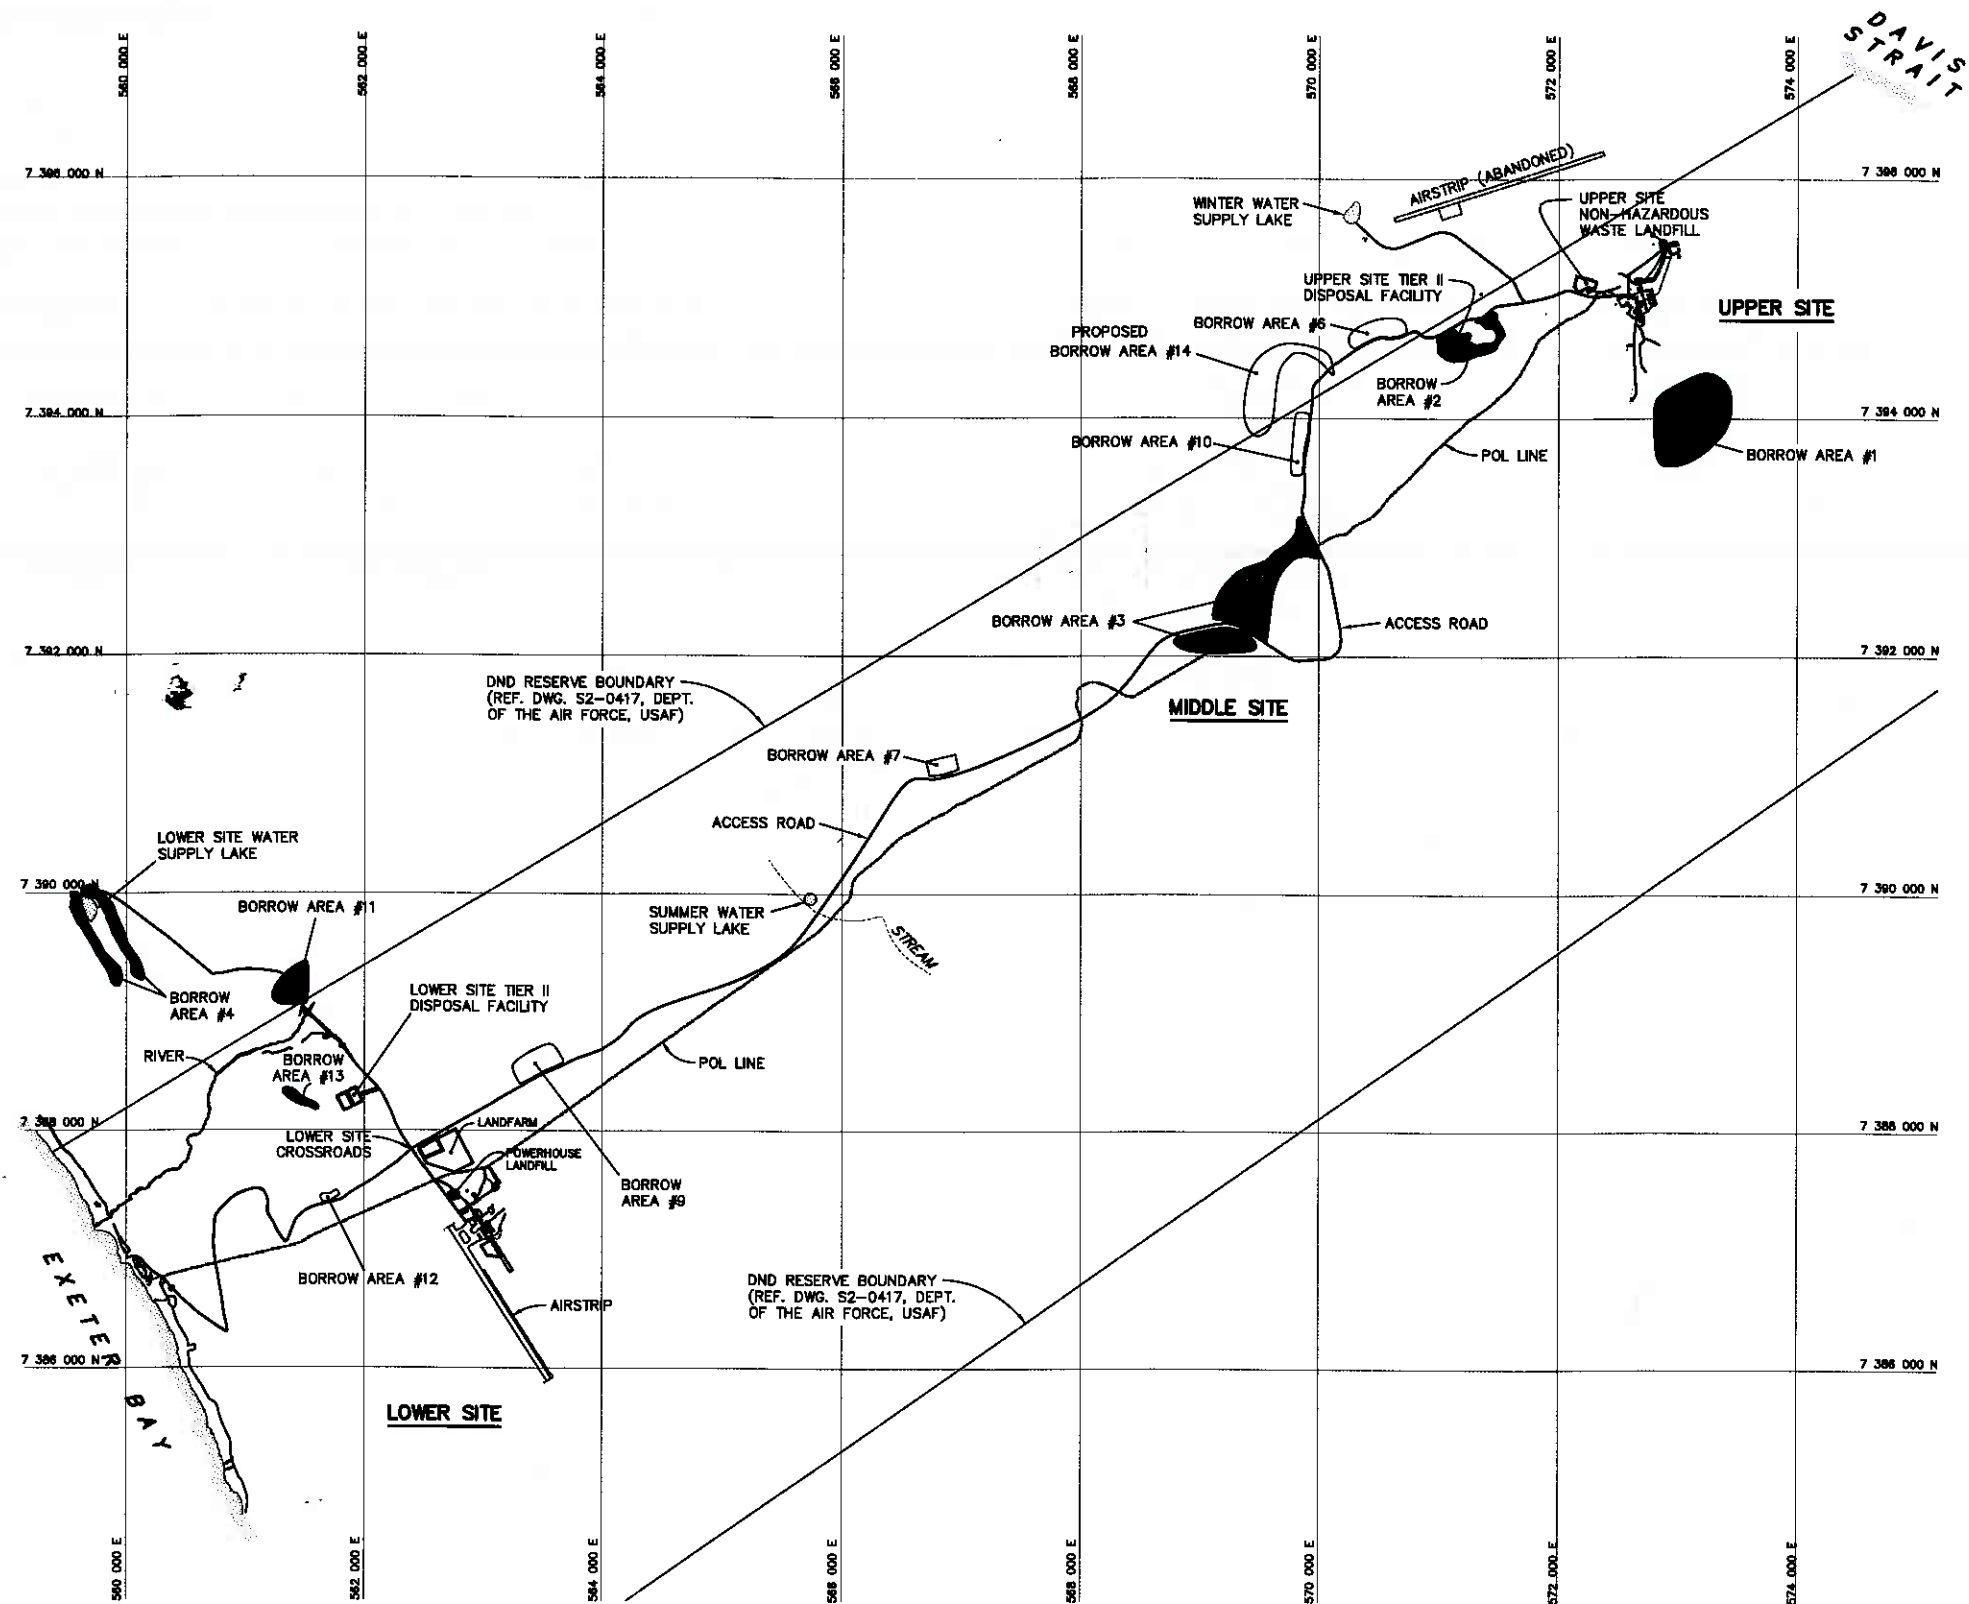 DAVIS
STRAIT
560 000 E
562 000 E
564 000 E
566 000 E
568 000 E
570 000 E
572 000 E
574 000 E
7 396 000 N
7 396 000 N
AIRSTRIP (ABANDONED)
WINTER WATER
SUPPLY LAKE
UPPER SITE
NON-HAZARDOUS
WASTE LANDFILL
UPPER SITE TIER II
DISPOSAL FACILITY
UPPER SITE
BORROW AREA #6
PROPOSED
BORROW AREA #14
BORROW
AREA #2
7 394 000 N
7 394 000 N
BORROW AREA #10
POL LINE
BORROW AREA #1
BORROW AREA #3
ACCESS ROAD
7 392 000 N
7 392 000 N
DND RESERVE BOUNDARY
(REF. DWG. S2-0417, DEPT.
OF THE AIR FORCE, USAF)
MIDDLE SITE
BORROW AREA #7
ACCESS ROAD
LOWER SITE WATER
SUPPLY LAKE
7 390 000 N
7 390 000 N
BORROW AREA #11
SUMMER WATER
SUPPLY LAKE
STREAM
BORROW
AREA #4
LOWER SITE TIER II
DISPOSAL FACILITY
RIVER
BORROW
AREA #13
POL LINE
7 388 000 N
7 388 000 N
LOWER SITE
CROSSROADS
LANDFARM
POWERHOUSE
LANDFILL
BORROW
AREA #9
BORROW AREA #12
AIRSTRIP
DND RESERVE BOUNDARY
(REF. DWG. S2-0417, DEPT.
OF THE AIR FORCE, USAF)
EXETER
BAY
7 386 000 N
7 386 000 N
LOWER SITE
560 000 E
562 000 E
564 000 E
566 000 E
568 000 E
570 000 E
572 000 E
574 000 E